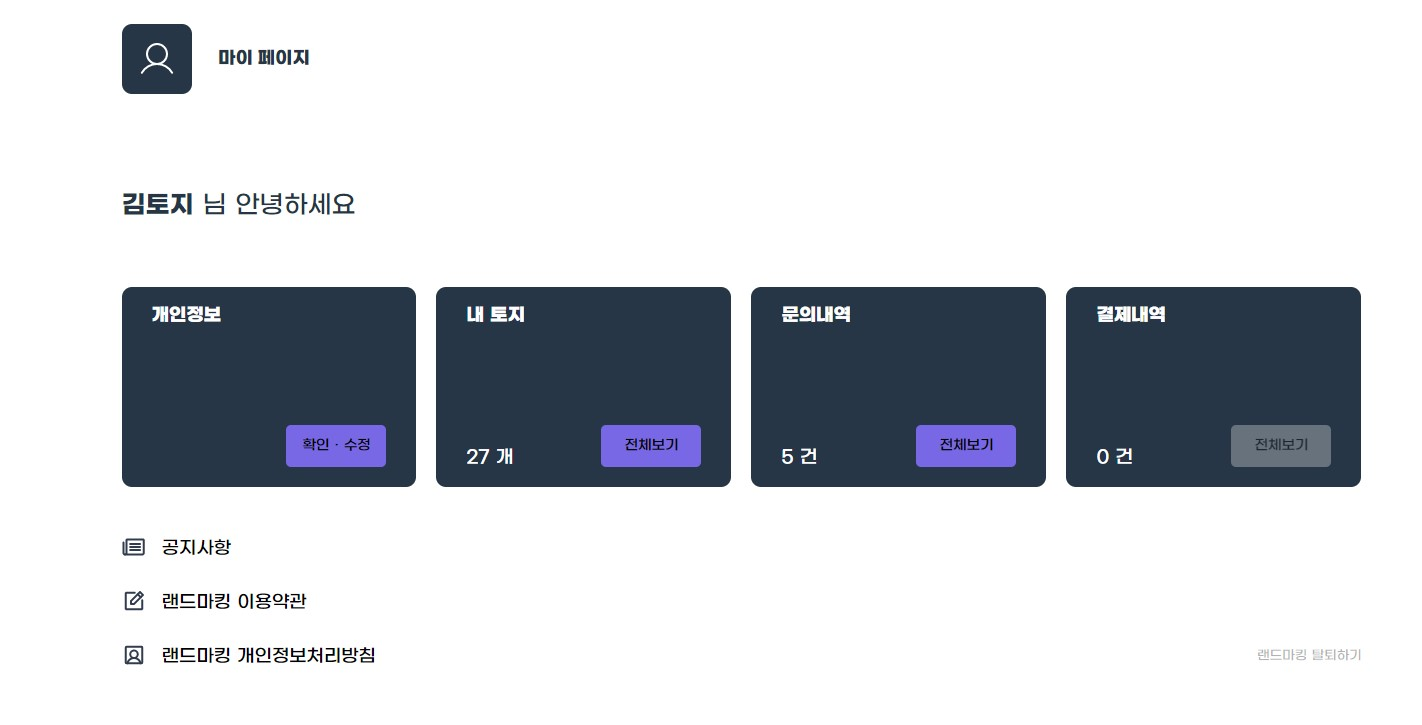 마이 페이지
김토지 님 안녕하세요
개인정보
확인 · 수정
내 토지
27 개
전체보기
문의내역
5 건
전체보기
결제내역
0 건
전체보기
공지사항
랜드마킹 이용약관
랜드마킹 개인정보처리방침
랜드마킹 탈퇴하기